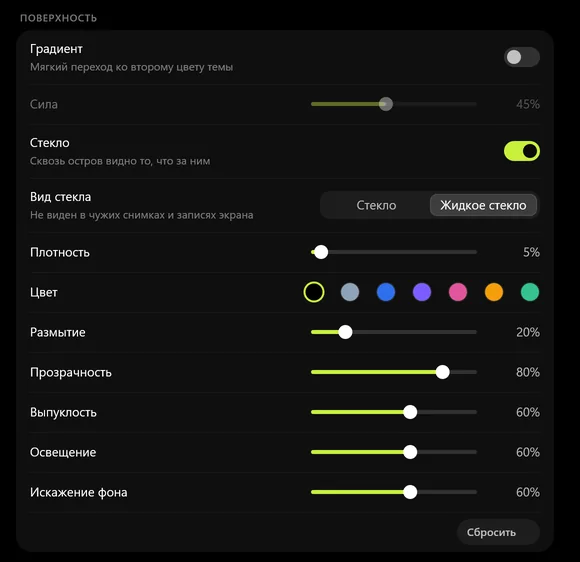 ПОВЕРХНОСТЬ
Градиент
Мягкий переход ко второму цвету темы
Сила
45%
Стекло
Сквозь остров видно то, что за ним
Вид стекла
Не виден в чужих снимках и записях экрана
Стекло
Жидкое стекло
Плотность
5%
Цвет
Размытие
20%
Прозрачность
80%
Выпуклость
60%
Освещение
60%
Искажение фона
60%
Сбросить